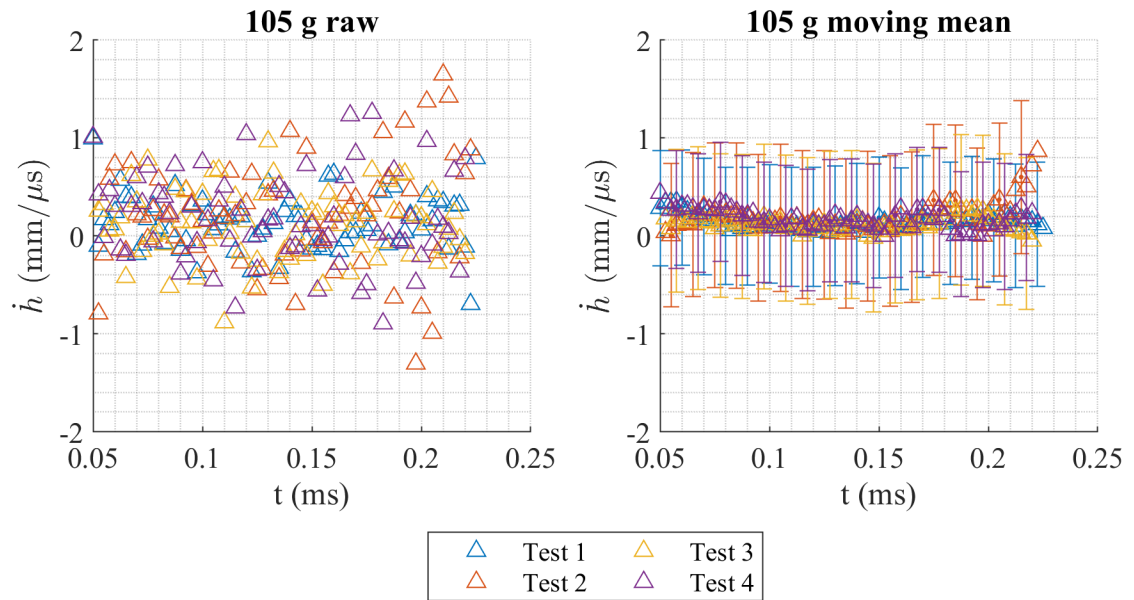 105 g raw
2
1
0
-1
-2
ḣ (mm/μs)
0.05
0.1
0.15
0.2
0.25
t (ms)
105 g moving mean
2
1
0
-1
-2
ḣ (mm/μs)
0.05
0.1
0.15
0.2
0.25
t (ms)
Test 1
Test 3
Test 2
Test 4